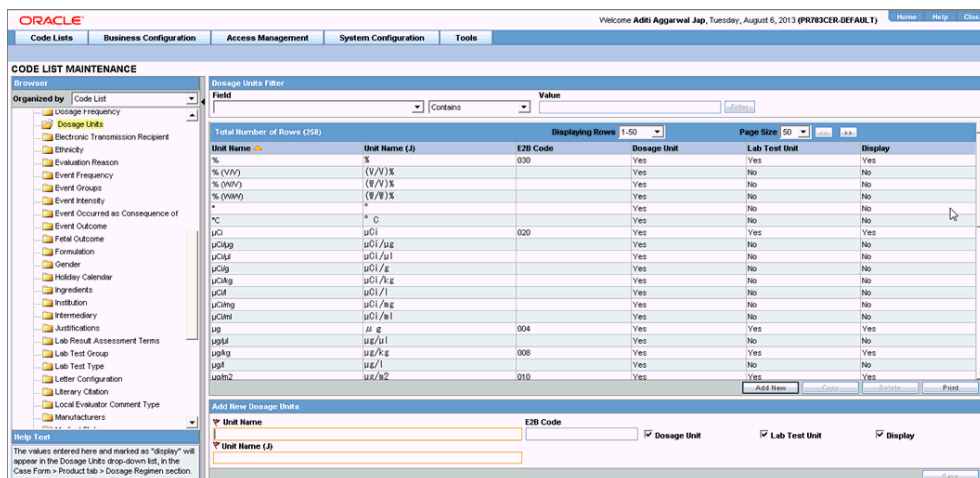 ORACLE
Welcome Aditi Aggarwal Jap, Tuesday, August 6, 2013 (PR703CER-DEFAULT)
Home Help Clos
Code Lists Business Configuration Access Management System Configuration Tools
CODE LIST MAINTENANCE
Browser
Organized by Code List
Dosage Frequency
Dosage Units
Electronic Transmission Recipient
Ethnicity
Evaluation Reason
Event Frequency
Event Groups
Event Intensity
Event Occurred as Consequence of
Event Outcome
Fetal Outcome
Formulation
Gender
Holiday Calendar
Ingredients
Institution
Intermediary
Justifications
Lab Result Assessment Terms
Lab Test Group
Lab Test Type
Letter Configuration
Literary Citation
Local Evaluator Comment Type
Manufacturers
Help Text
The values entered here and marked as "display" will
appear in the Dosage Units drop-down list, in the
Case Form > Product tab > Dosage Regimen section.
Dosage Units Filter
Field Value
Contains Filter
Total Number of Rows (258) Displaying Rows 1-50 Page Size 50 << >>
Unit Name Unit Name (J) E2B Code Dosage Unit Lab Test Unit Display
% % 030 Yes Yes Yes
% (V/V) (V/V)% Yes No No
% (W/V) (W/V)% Yes No No
% (W/W) (W/W)% Yes No No
° ° Yes No No
°C ° C Yes No No
µCi µCi 020 Yes Yes Yes
µCi/µg µCi/µg Yes No No
µCi/µl µCi/µl Yes No No
µCi/g µCi/g Yes No No
µCi/kg µCi/kg Yes No No
µCi/l µCi/l Yes No No
µCi/mg µCi/mg Yes No No
µCi/ml µCi/ml Yes No No
µg µ g 004 Yes Yes Yes
µg/µl µg/µl Yes No No
µg/kg µg/kg 008 Yes Yes Yes
µg/l µg/l Yes No No
µg/m2 µg/m2 010 Yes Yes Yes
Add New Copy Delete Print
Add New Dosage Units
Unit Name E2B Code
Dosage Unit Lab Test Unit Display
Unit Name (J)
Save